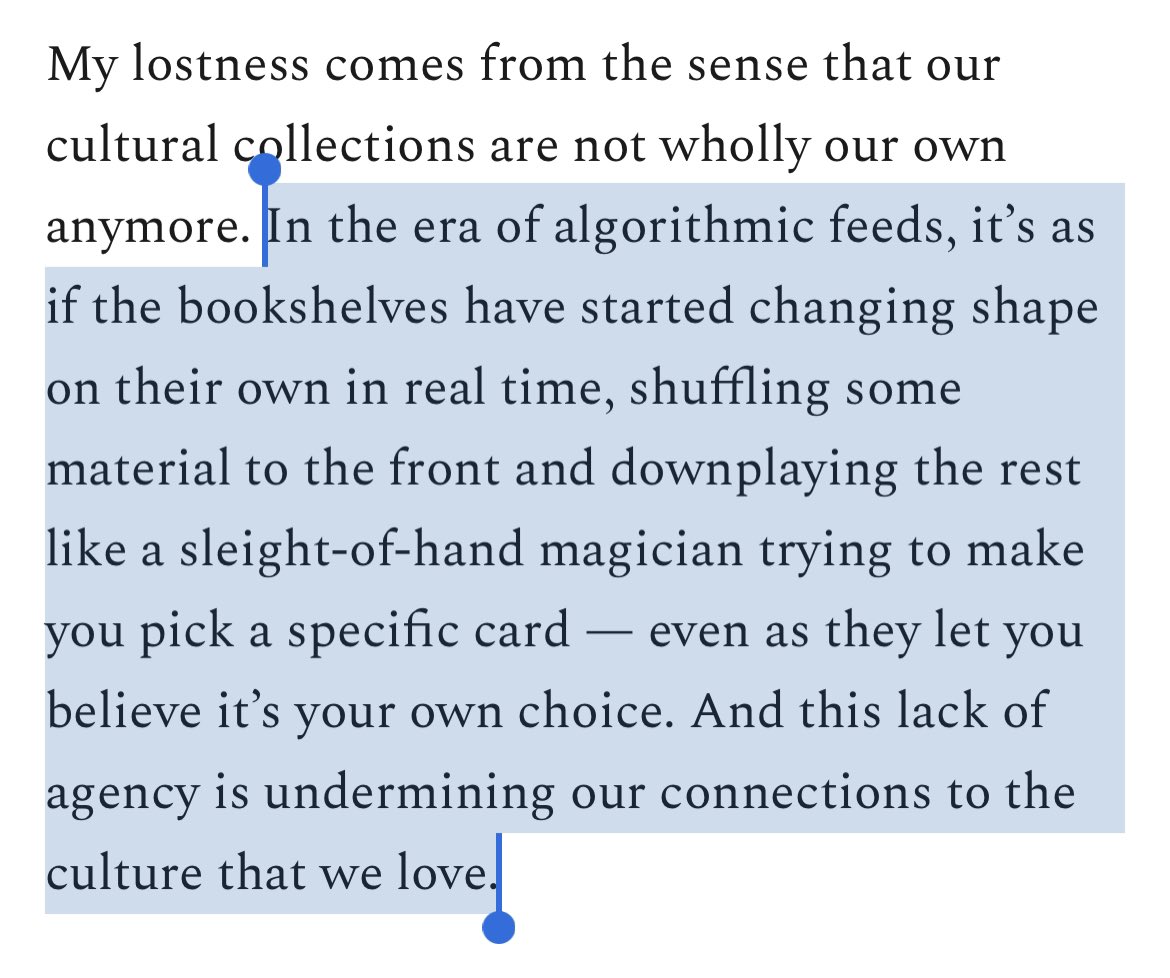 My lostness comes from the sense that our
cultural collections are not wholly our own
anymore. In the era of algorithmic feeds, it’s as
if the bookshelves have started changing shape
on their own in real time, shuffling some
material to the front and downplaying the rest
like a sleight-of-hand magician trying to make
you pick a specific card — even as they let you
believe it’s your own choice. And this lack of
agency is undermining our connections to the
culture that we love.